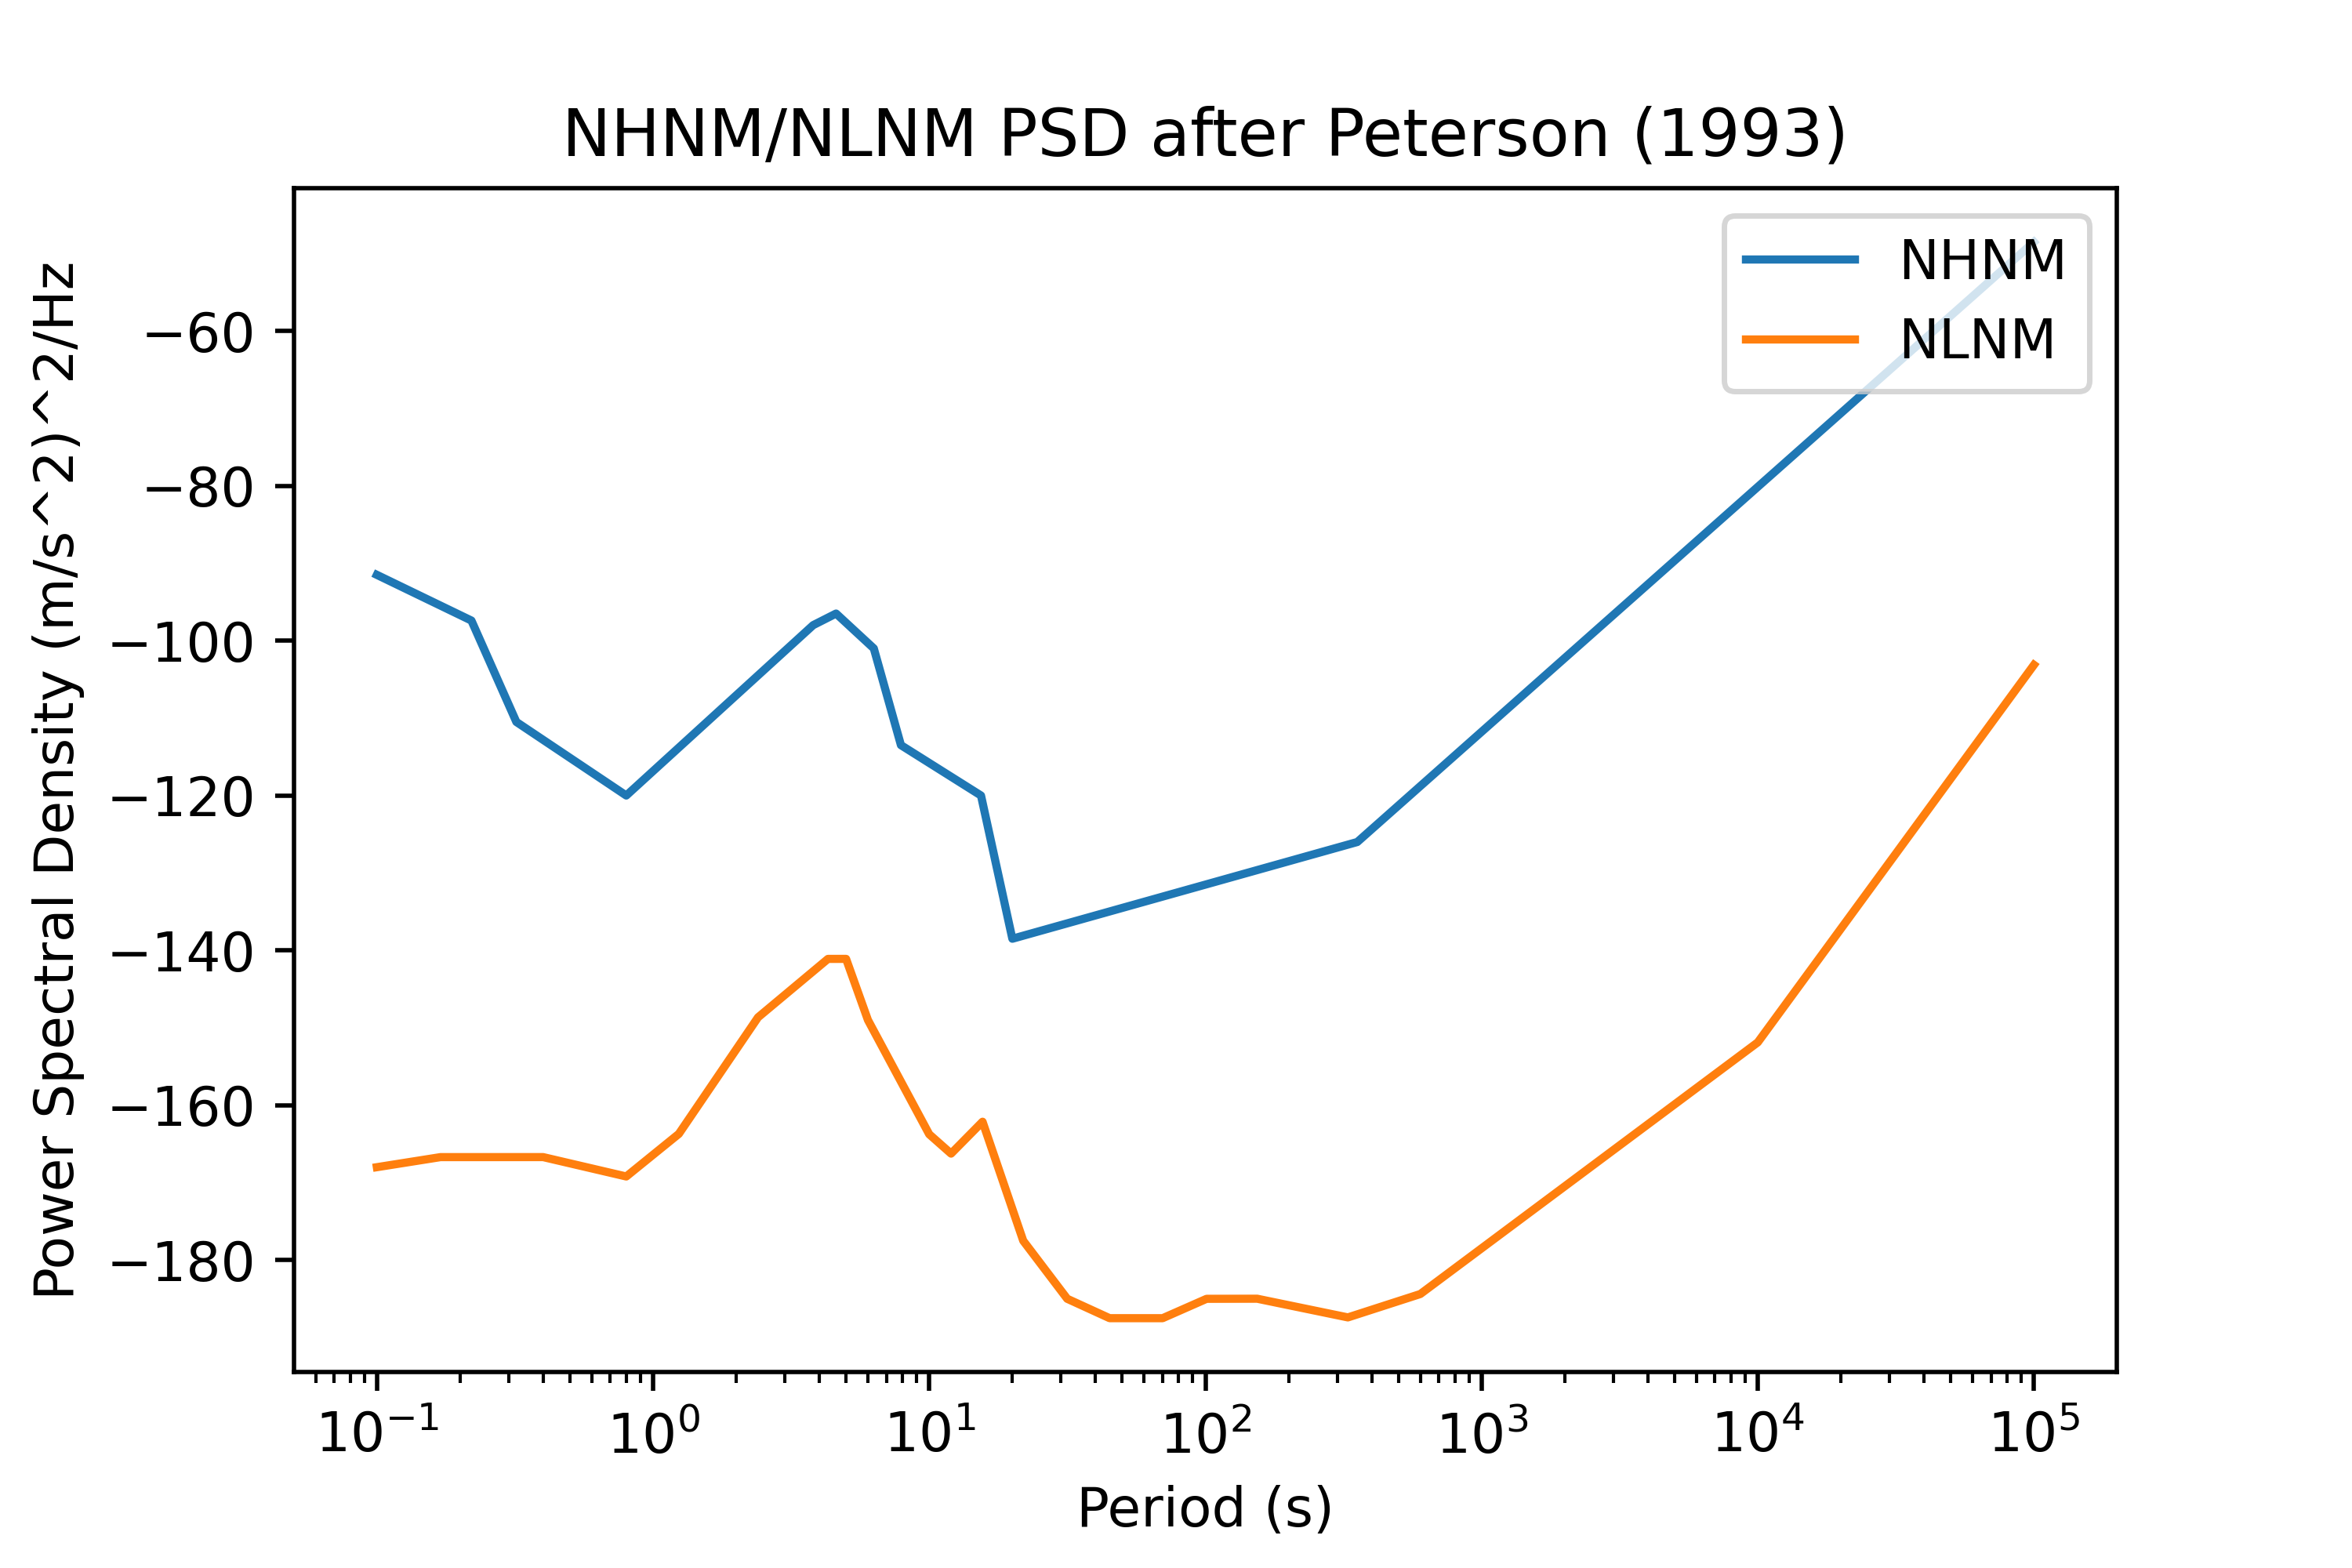 NHNM/NLNM PSD after Peterson (1993)
NHNM
NLNM
Power Spectral Density (m/s^2)^2/Hz
−60
−80
−100
−120
−140
−160
−180
10⁻¹ 10⁰ 10¹ 10² 10³ 10⁴ 10⁵
Period (s)